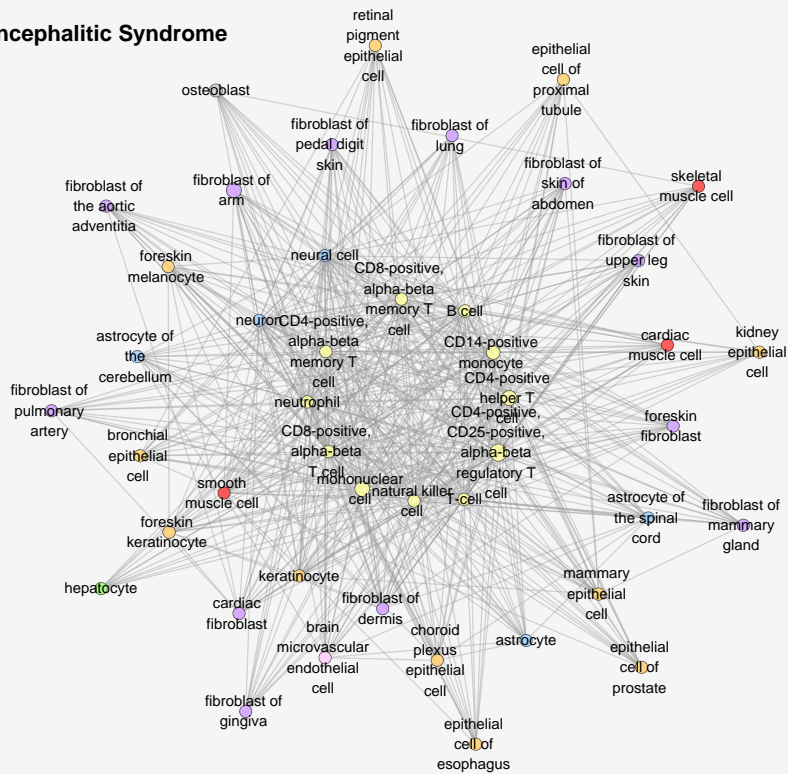 ncephalitic Syndrome
retinal
pigment
epithelial
cell
epithelial
cell of
proximal
tubule
osteoblast
fibroblast of
pedal digit
skin
fibroblast of
lung
fibroblast of
skin of
abdomen
skeletal
muscle cell
fibroblast of
the aortic
adventitia
fibroblast of
arm
fibroblast of
upper leg
skin
foreskin
melanocyte
neural cell
CD8-positive,
alpha-beta
memory T
cell
B cell
neuron
CD4-positive,
alpha-beta
memory T
cell
CD14-positive
monocyte
cardiac
muscle cell
kidney
epithelial
cell
astrocyte of
the
cerebellum
CD4-positive
helper T
cell
fibroblast of
pulmonary
artery
neutrophil
CD4-positive,
CD25-positive,
alpha-beta
regulatory T
cell
foreskin
fibroblast
bronchial
epithelial
cell
CD8-positive,
alpha-beta
T cell
smooth
muscle cell
mononuclear
cell
natural killer
cell
T-cell
astrocyte of
the spinal
cord
fibroblast of
mammary
gland
foreskin
keratinocyte
hepatocyte
keratinocyte
mammary
epithelial
cell
cardiac
fibroblast
fibroblast of
dermis
brain
microvascular
endothelial
cell
choroid
plexus
epithelial
cell
astrocyte
epithelial
cell of
prostate
fibroblast of
gingiva
epithelial
cell of
esophagus